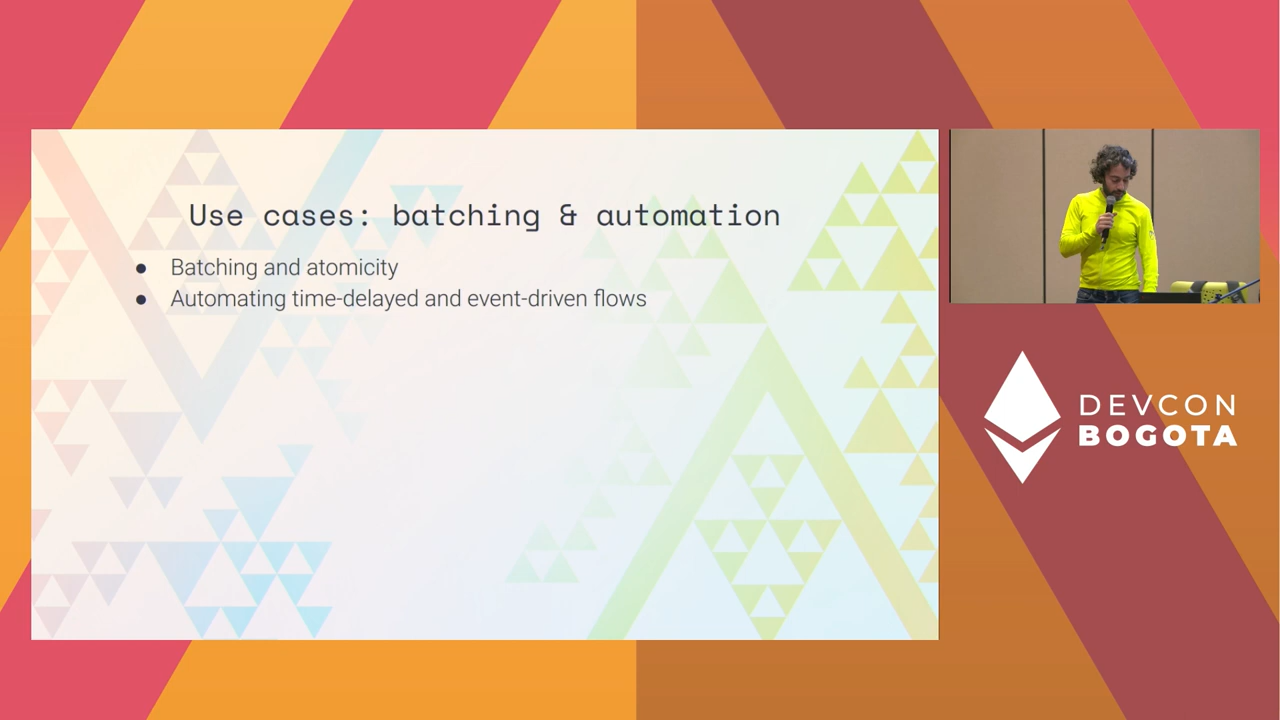 Use cases: batching & automation
● Batching and atomicity
● Automating time-delayed and event-driven flows
DEVCON
BOGOTA